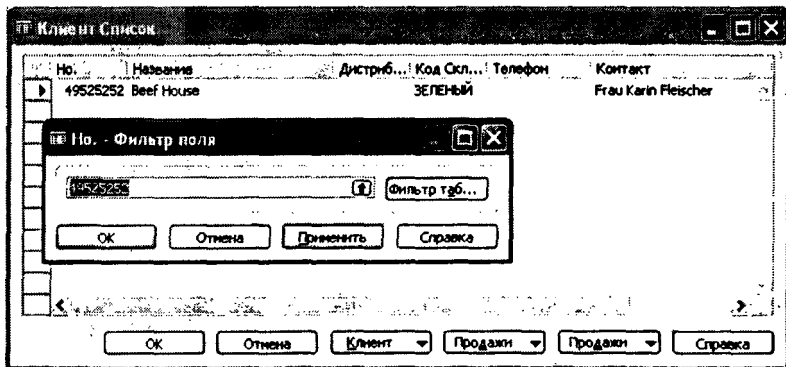 Клиент Список
Но. Название Дистриб... Код Скл... Телефон Контакт
49525252 Beef House ЗЕЛЕНЫЙ Frau Karin Fleischer
Но. - Фильтр поля
49525252 Фильтр таб...
ОК Отмена Применить Справка
ОК Отмена Клиент Продажи Продажи Справка